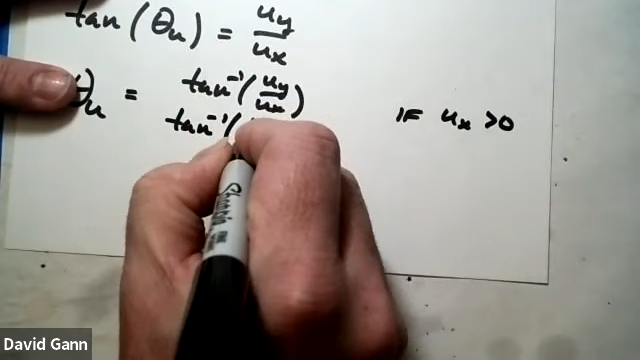 tan (θu) = uy/ux
θu = tan⁻¹(uy/ux) IF ux >0
tan⁻¹(
Sharpie
David Gann